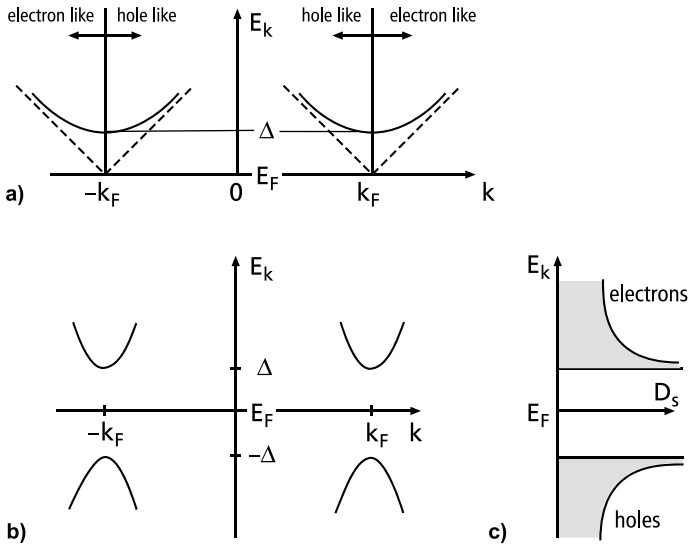 electron like
hole like
E_k
hole like
electron like
Δ
a)
–k_F
0
E_F
k_F
k
E_k
Δ
E_F
–k_F
k_F
k
–Δ
b)
E_k
electrons
D_s
E_F
holes
c)